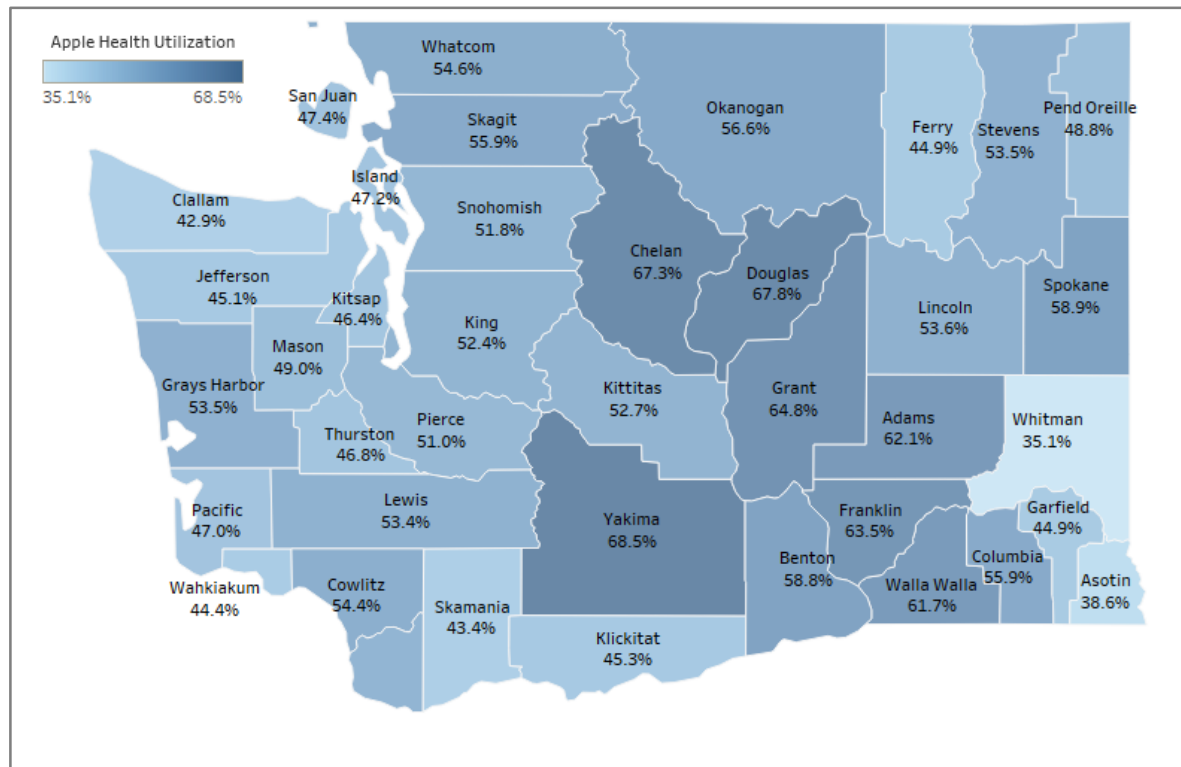 Apple Health Utilization
35.1% 68.5%
Whatcom
54.6%
San Juan
47.4%
Skagit
55.9%
Okanogan
56.6%
Ferry
44.9%
Stevens
53.5%
Pend Oreille
48.8%
Island
47.2%
Clallam
42.9%
Snohomish
51.8%
Chelan
67.3%
Douglas
67.8%
Jefferson
45.1%
Kitsap
46.4%
King
52.4%
Lincoln
53.6%
Spokane
58.9%
Mason
49.0%
Grays Harbor
53.5%
Kittitas
52.7%
Grant
64.8%
Thurston
46.8%
Pierce
51.0%
Adams
62.1%
Whitman
35.1%
Pacific
47.0%
Lewis
53.4%
Yakima
68.5%
Franklin
63.5%
Garfield
44.9%
Benton
58.8%
Columbia
55.9%
Walla Walla
61.7%
Asotin
38.6%
Wahkiakum
44.4%
Cowlitz
54.4%
Skamania
43.4%
Klickitat
45.3%